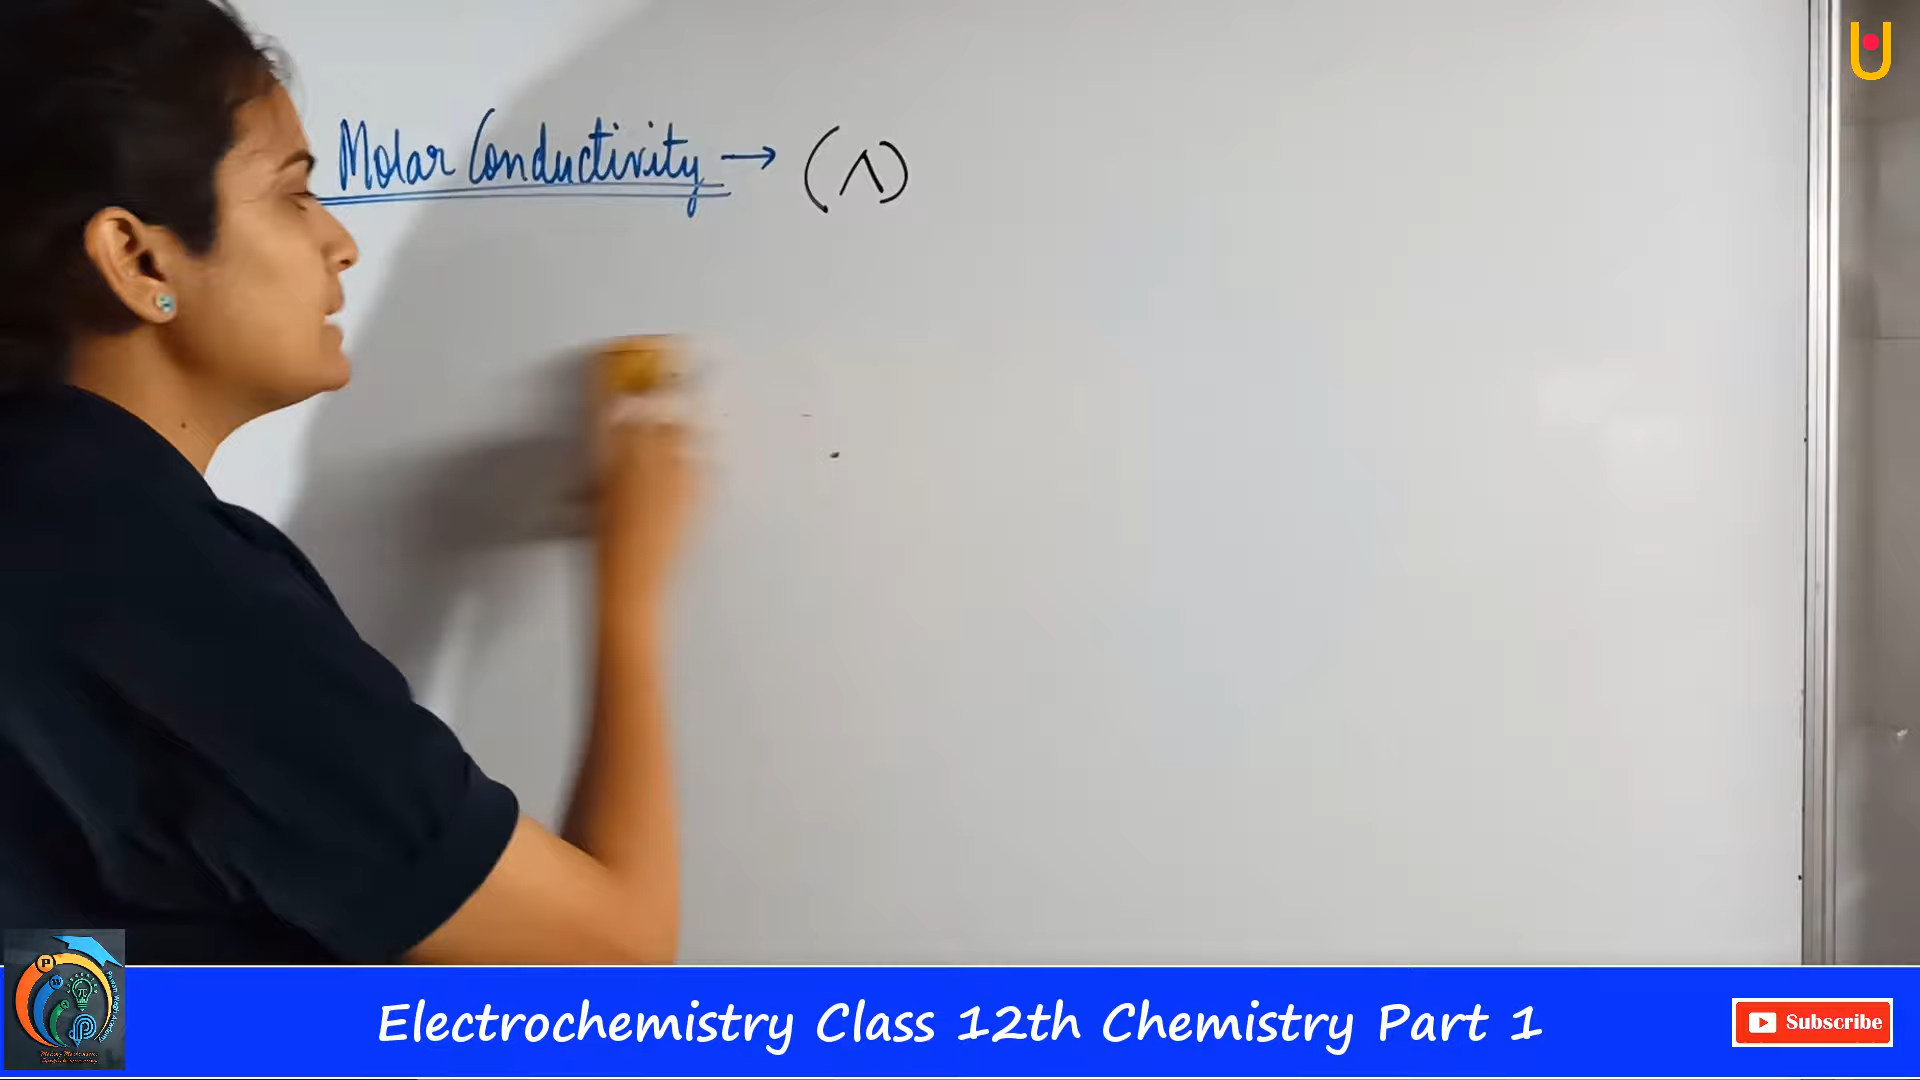 Molar Conductivity → (Λ)
Electrochemistry Class 12th Chemistry Part 1
Subscribe